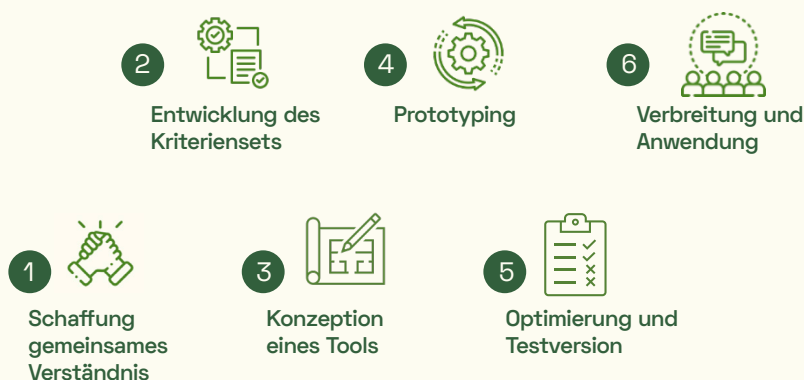 1
Schaffung
gemeinsames
Verständnis
2
Entwicklung des
Kriteriensets
3
Konzeption
eines Tools
4
Prototyping
5
Optimierung und
Testversion
6
Verbreitung und
Anwendung